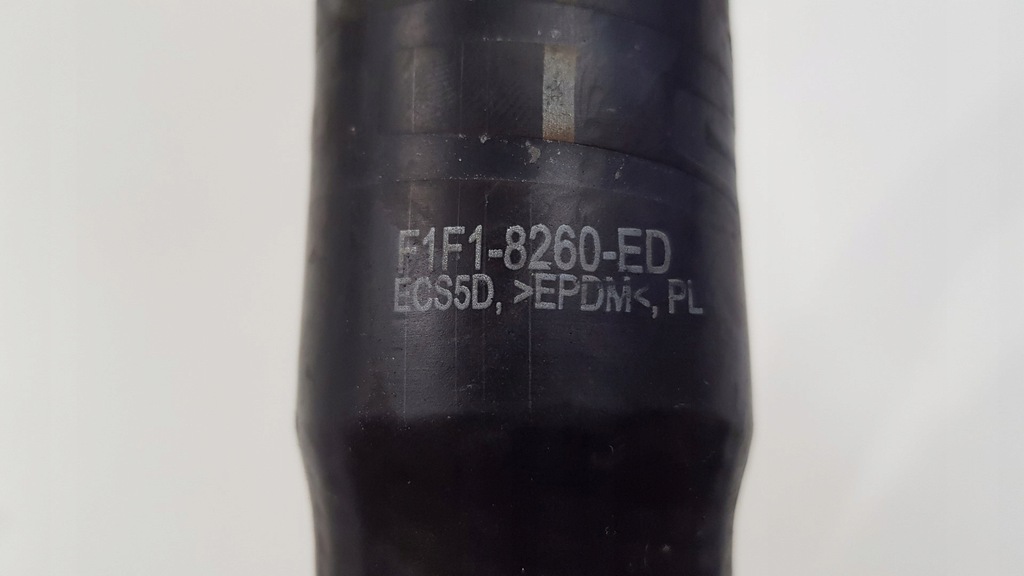 F1F1-8260-ED
ECS5D, >EPDM<, PL